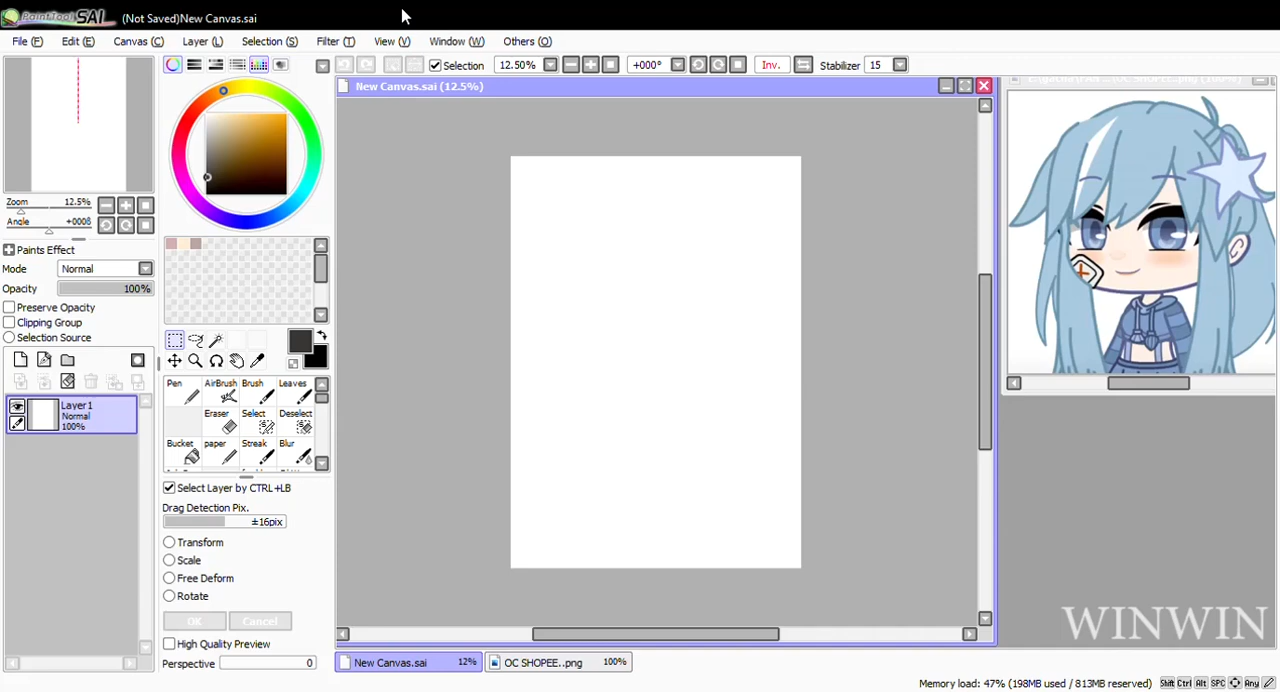 PaintTool SAI (Not Saved)New Canvas.sai
File (F) Edit (E) Canvas (C) Layer (L) Selection (S) Filter (T) View (V) Window (W) Others (O)
Selection 12.50% +000° Inv. Stabilizer 15
New Canvas.sai (12.5%)
Zoom 12.5%
Angle +000ß
Paints Effect
Mode Normal
Opacity 100%
Preserve Opacity
Clipping Group
Selection Source
Layer1
Normal
100%
Pen AirBrush Brush Leaves
Eraser Select Deselect
Bucket paper Streak Blur
Select Layer by CTRL+LB
Drag Detection Pix.
±16pix
Transform
Scale
Free Deform
Rotate
OK Cancel
High Quality Preview
Perspective 0
New Canvas.sai 12% OC SHOPEE..png 100%
WINWIN
Memory load: 47% (198MB used / 813MB reserved) Shft Ctrl Alt SPC Any